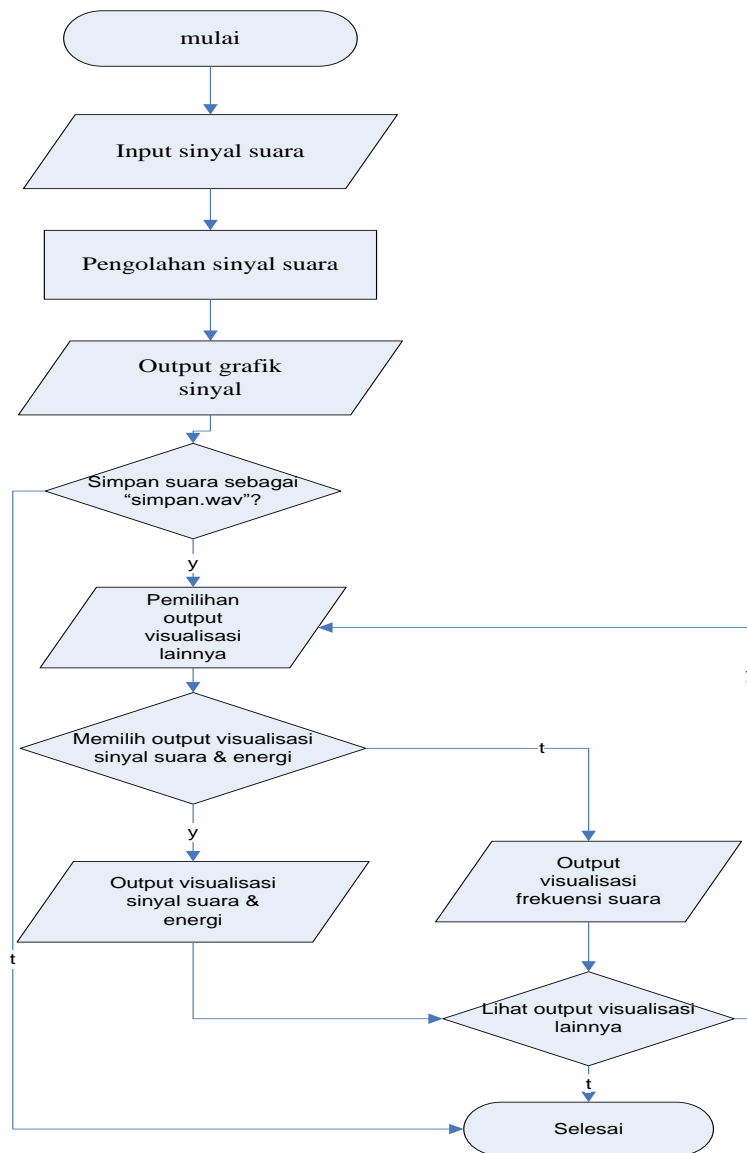 mulai
Input sinyal suara
Pengolahan sinyal suara
Output grafik
sinyal
Simpan suara sebagai
“simpan.wav”?
y
Pemilihan
output
visualisasi
lainnya
Memilih output visualisasi
sinyal suara & energi
t
y
Output visualisasi
sinyal suara &
energi
Output
visualisasi
frekuensi suara
t
Lihat output visualisasi
lainnya
t
Selesai